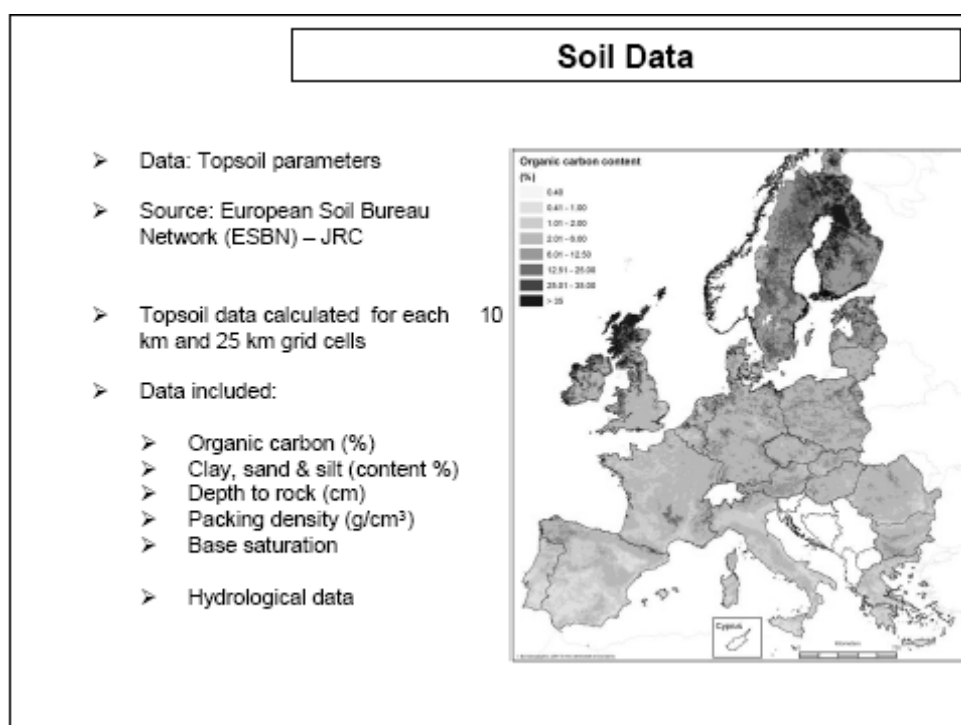 Soil Data
➢ Data: Topsoil parameters
➢ Source: European Soil Bureau
Network (ESBN) – JRC
➢ Topsoil data calculated for each 10
km and 25 km grid cells
➢ Data included:
➢ Organic carbon (%)
➢ Clay, sand & silt (content %)
➢ Depth to rock (cm)
➢ Packing density (g/cm³)
➢ Base saturation
➢ Hydrological data
Organic carbon content
(%)
0.40
0.41 - 1.00
1.01 - 2.00
2.01 - 6.00
6.01 - 12.50
12.51 - 25.00
25.01 - 35.00
> 35
Cyprus
Kilometers